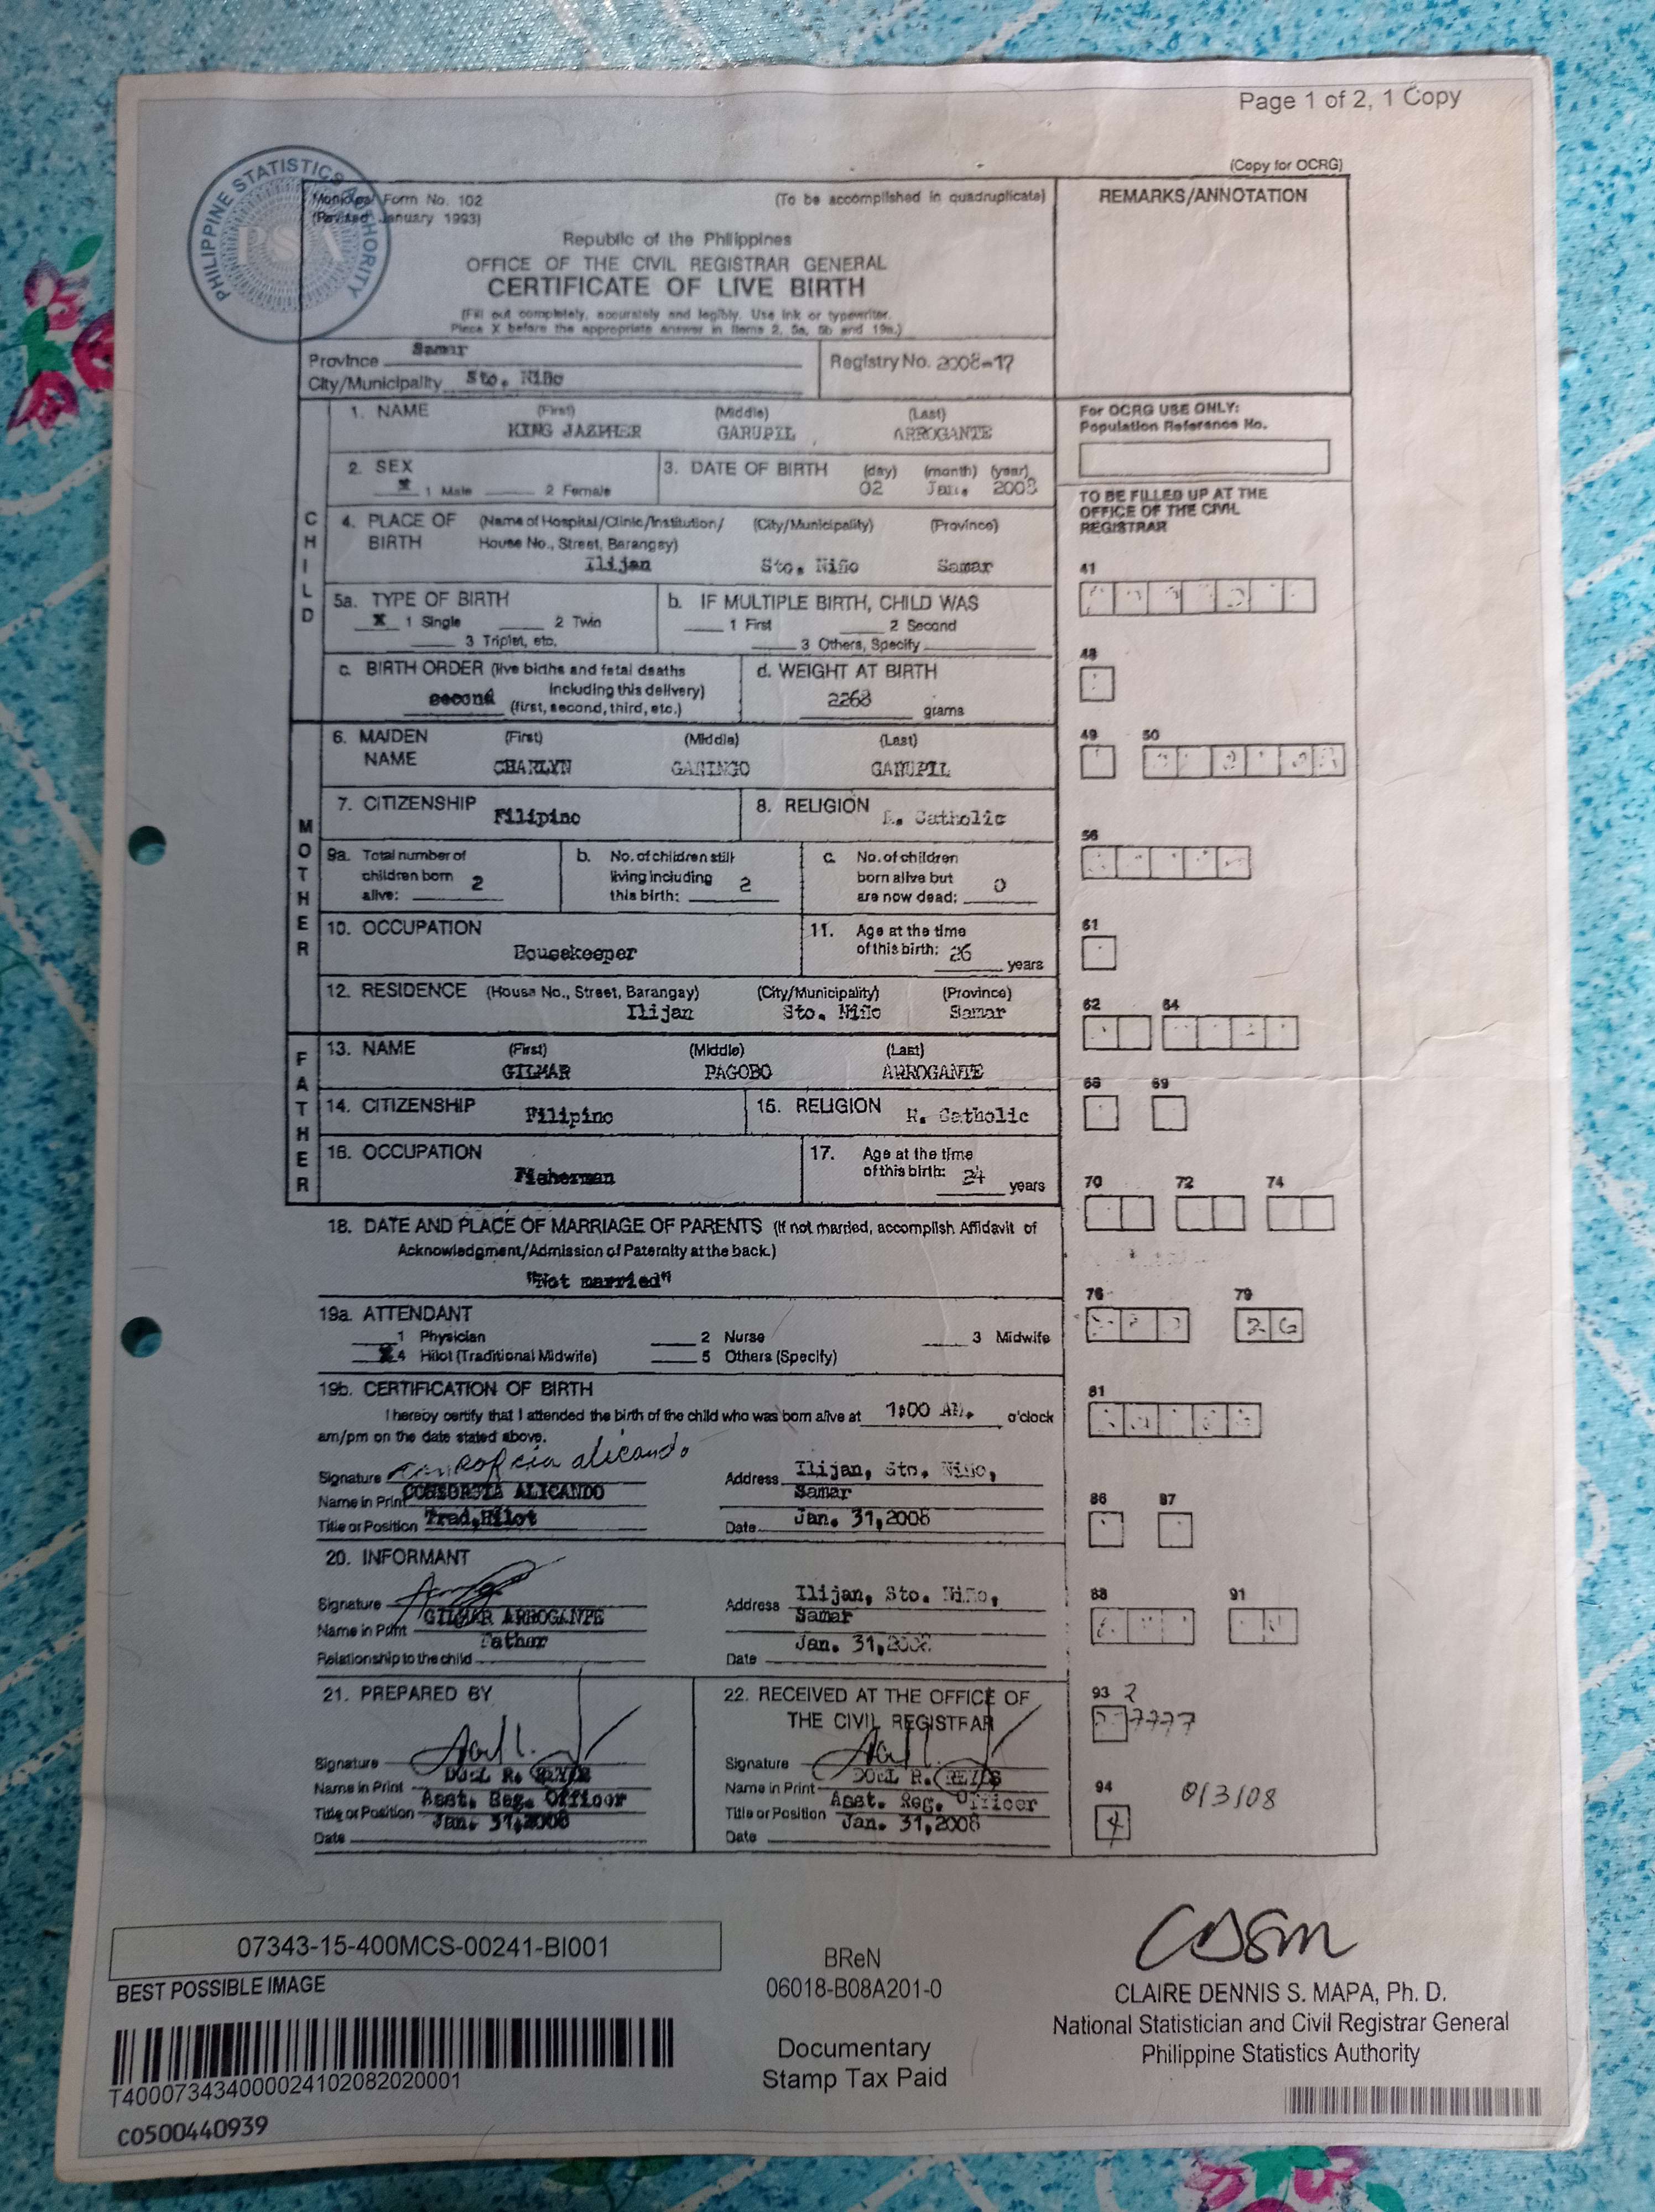 Page 1 of 2, 1 Copy
(Copy for OCRG)
PHILIPPINE STATISTICS AUTHORITY
PSA
Municipal Form No. 102
(Revised January 1993)
(To be accomplished in quadruplicate)
REMARKS/ANNOTATION
Republic of the Philippines
OFFICE OF THE CIVIL REGISTRAR GENERAL
CERTIFICATE OF LIVE BIRTH
(Fill out completely, accurately and legibly. Use ink or typewriter.
Place X before the appropriate answer in items 2, 5a, 5b and 19a.)
Province Samar
Registry No. 2008-17
City/Municipality Sto. Niño
CHILD
1. NAME (First) (Middle) (Last)
KING JAZPHER GARUPIL ARROGANTE
For OCRG USE ONLY:
Population Reference No.
2. SEX
X 1 Male 2 Female
3. DATE OF BIRTH (day) (month) (year)
02 Jan. 2008
TO BE FILLED UP AT THE
OFFICE OF THE CIVIL
REGISTRAR
4. PLACE OF BIRTH (Name of Hospital/Clinic/Institution/ (City/Municipality) (Province)
House No., Street, Barangay)
Ilijan Sto. Niño Samar
41
5a. TYPE OF BIRTH
X 1 Single 2 Twin
3 Triplet, etc.
b. IF MULTIPLE BIRTH, CHILD WAS
1 First 2 Second
3 Others, Specify
48
c. BIRTH ORDER (live births and fetal deaths
including this delivery)
second (first, second, third, etc.)
d. WEIGHT AT BIRTH
2268 grams
49 50
MOTHER
6. MAIDEN NAME (First) (Middle) (Last)
CHARLYN GARINGO GARUPIL
7. CITIZENSHIP Filipino
8. RELIGION R. Catholic
56
9a. Total number of
children born
alive: 2
b. No. of children still
living including
this birth: 2
c. No. of children
born alive but
are now dead: 0
61
10. OCCUPATION
Housekeeper
11. Age at the time
of this birth: 26 years
12. RESIDENCE (House No., Street, Barangay) (City/Municipality) (Province)
Ilijan Sto. Niño Samar
62 64
FATHER
13. NAME (First) (Middle) (Last)
GILMAR PAGOBO ARROGANTE
68 69
14. CITIZENSHIP Filipino
15. RELIGION R. Catholic
16. OCCUPATION
Fisherman
17. Age at the time
of this birth: 24 years
70 72 74
18. DATE AND PLACE OF MARRIAGE OF PARENTS (If not married, accomplish Affidavit of
Acknowledgment/Admission of Paternity at the back.)
"Not married"
76 79
26
19a. ATTENDANT
1 Physician 2 Nurse 3 Midwife
X 4 Hilot (Traditional Midwife) 5 Others (Specify)
19b. CERTIFICATION OF BIRTH
I hereby certify that I attended the birth of the child who was born alive at 1:00 AM. o'clock
am/pm on the date stated above.
81
Signature alicando
Name in Print CONSORSIA ALICANDO
Title or Position Trad. Hilot
Address Ilijan, Sto. Niño,
Samar
Date Jan. 31, 2008
86 87
20. INFORMANT
Signature
Name in Print GILMAR ARROGANTE
Father
Relationship to the child
Address Ilijan, Sto. Niño,
Samar
Jan. 31, 2008
Date
88 91
21. PREPARED BY
Signature
Name in Print R. REYES
Title or Position Asst. Reg. Officer
Date Jan. 31, 2008
22. RECEIVED AT THE OFFICE OF
THE CIVIL REGISTRAR
Signature
Name in Print R. REYES
Title or Position Asst. Reg. Officer
Date Jan. 31, 2008
93 2
7777
94
4
07343-15-400MCS-00241-BI001
BEST POSSIBLE IMAGE
T400073434000024102082020001
C0500440939
BReN
06018-B08A201-0
Documentary
Stamp Tax Paid
CLAIRE DENNIS S. MAPA, Ph. D.
National Statistician and Civil Registrar General
Philippine Statistics Authority